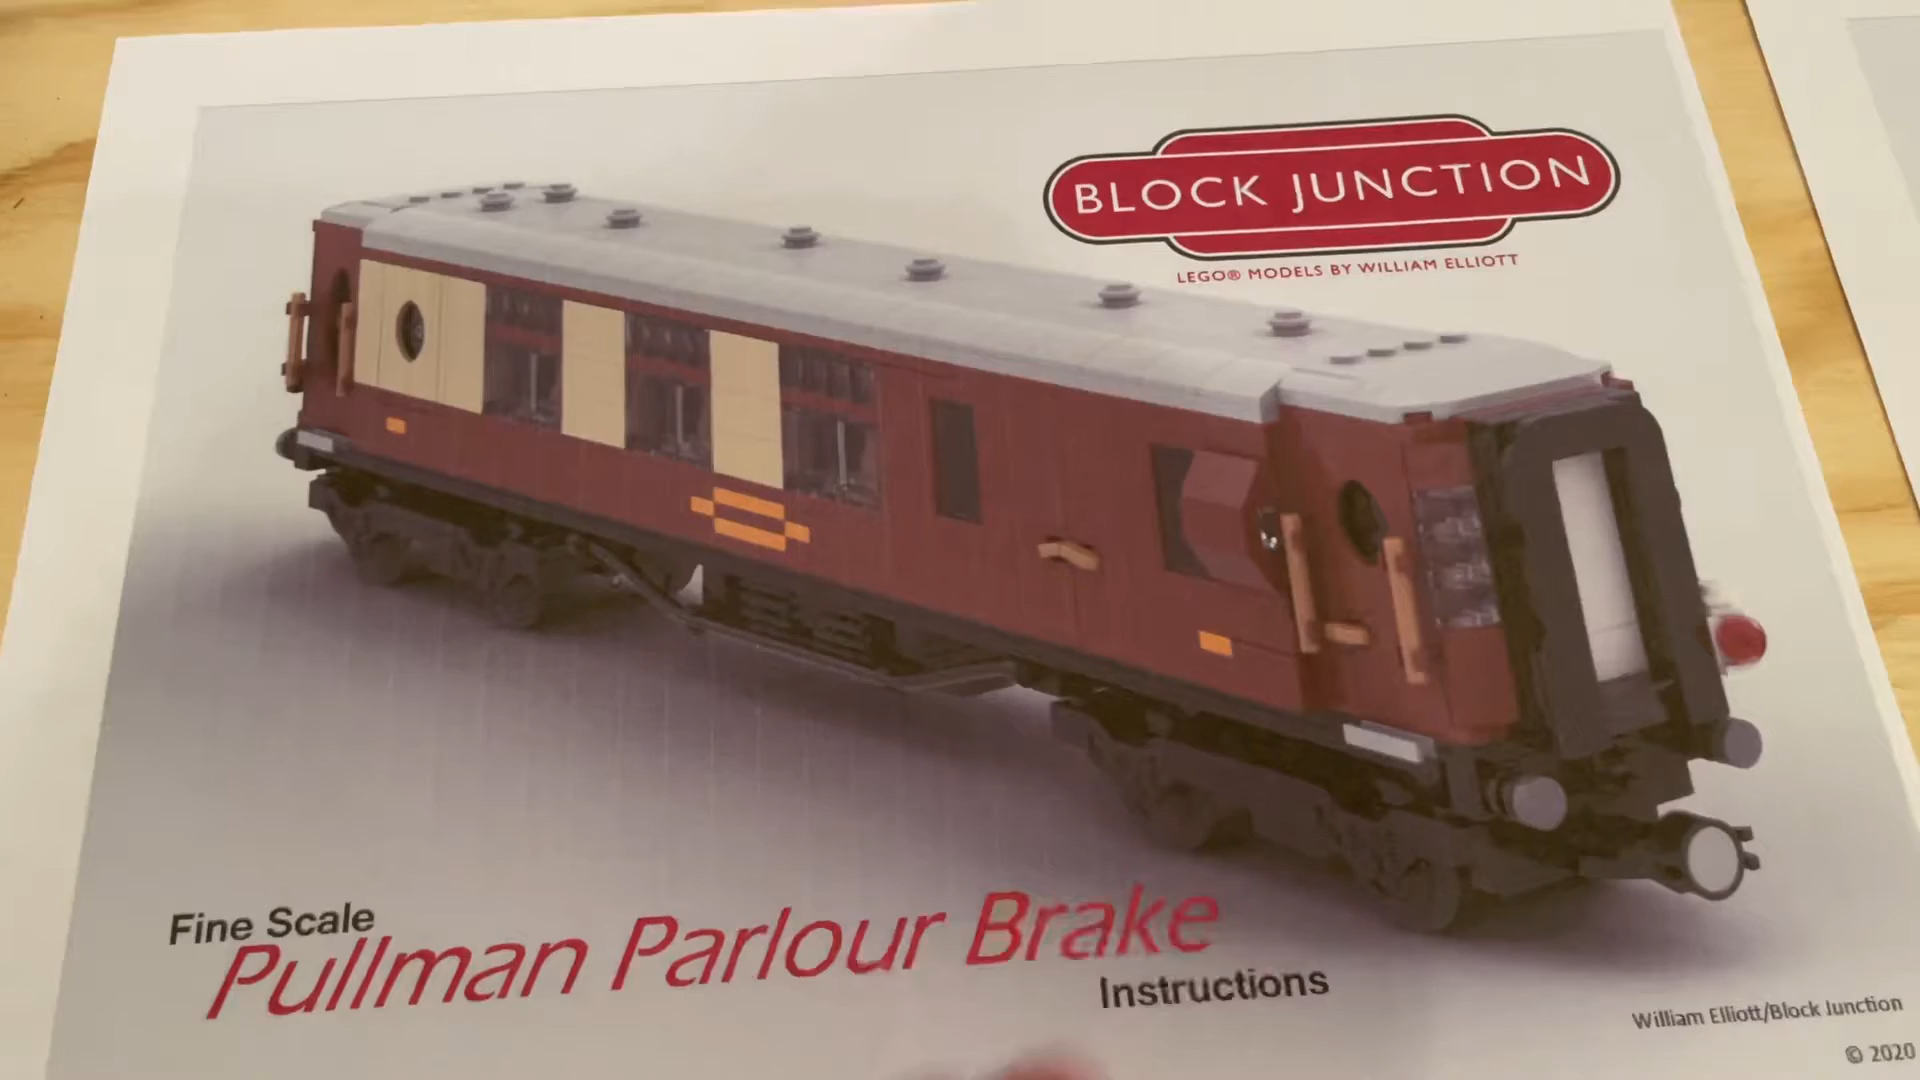 BLOCK JUNCTION
LEGO® MODELS BY WILLIAM ELLIOTT
Fine Scale
Pullman Parlour Brake
Instructions
William Elliott/Block Junction
© 2020